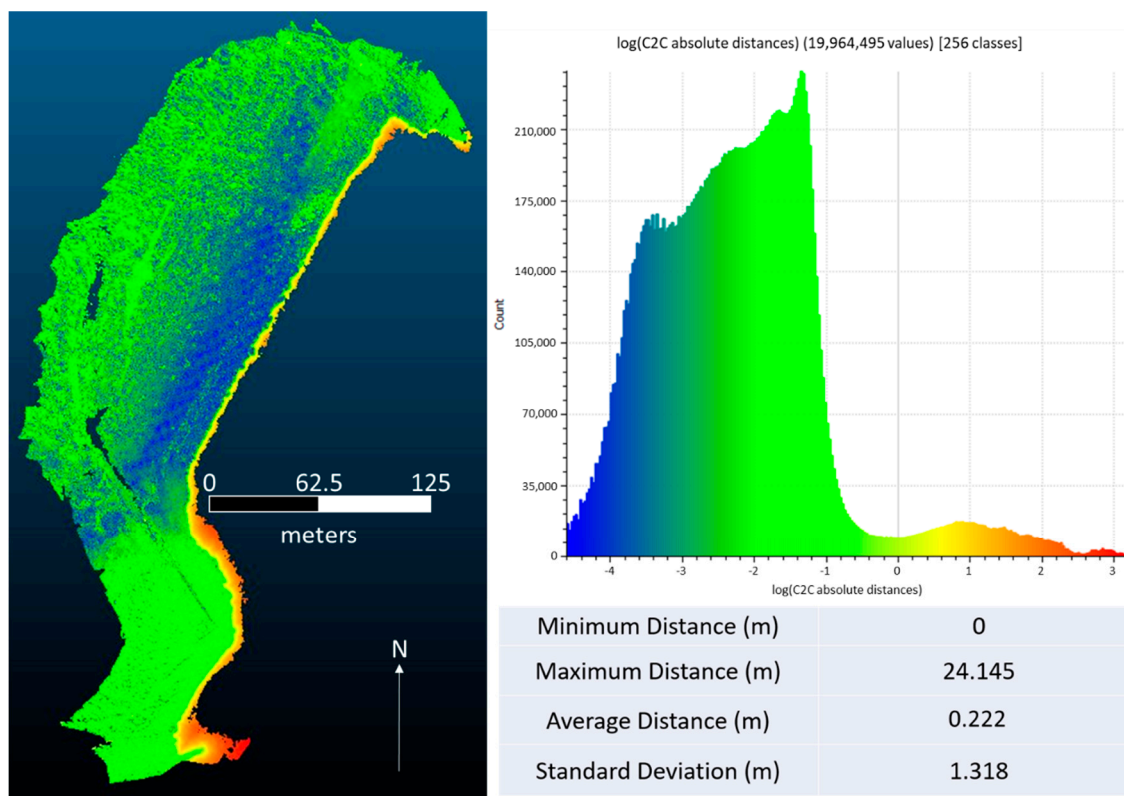 0 62.5 125
meters
N
log(C2C absolute distances) (19,964,495 values) [256 classes]
210,000
175,000
140,000
105,000
70,000
35,000
0
Count
-4 -3 -2 -1 0 1 2 3
log(C2C absolute distances)
Minimum Distance (m) 0
Maximum Distance (m) 24.145
Average Distance (m) 0.222
Standard Deviation (m) 1.318